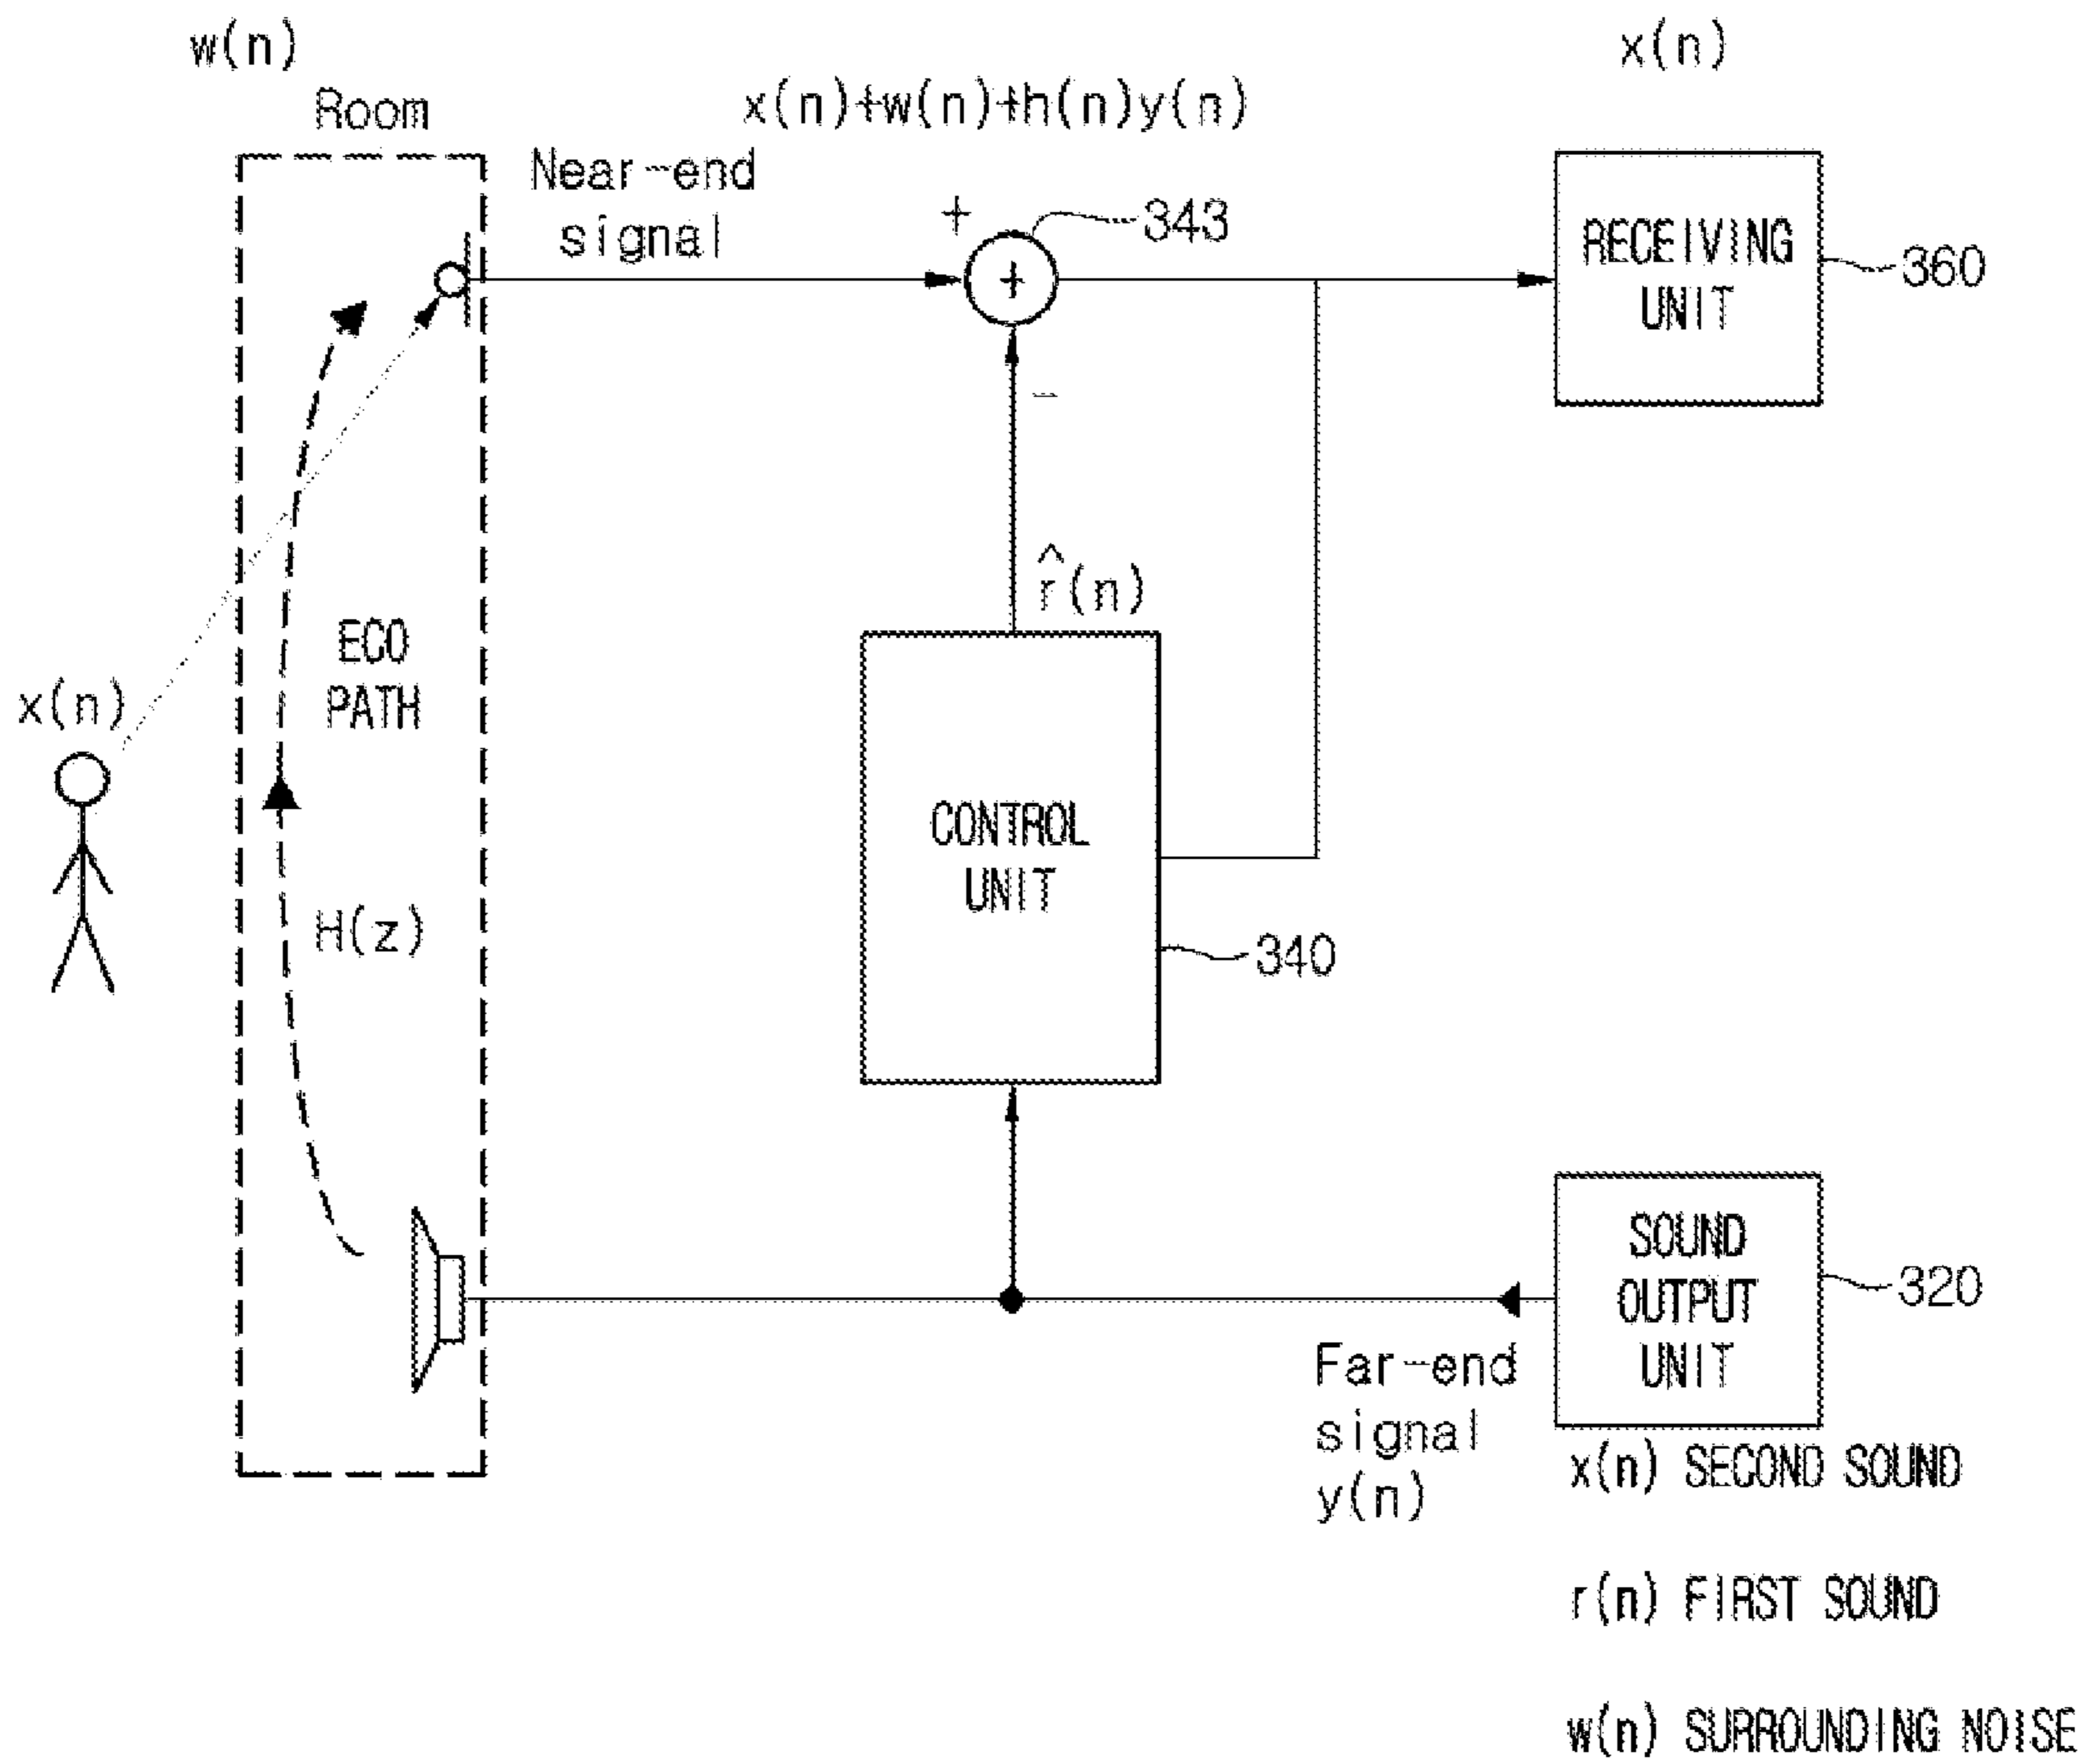 w(n)
Room
x(n)+w(n)+h(n)y(n)
x(n)
Near-end
signal
+
343
+
RECEIVING
UNIT
360
-
r̂(n)
ECO
PATH
x(n)
CONTROL
UNIT
H(z)
340
SOUND
OUTPUT
UNIT
320
Far-end
signal
y(n)
x(n) SECOND SOUND
r(n) FIRST SOUND
w(n) SURROUNDING NOISE